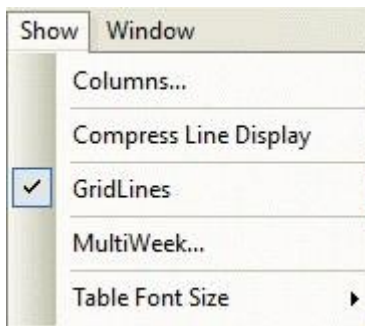 Show Window
Columns...
Compress Line Display
GridLines
MultiWeek...
Table Font Size